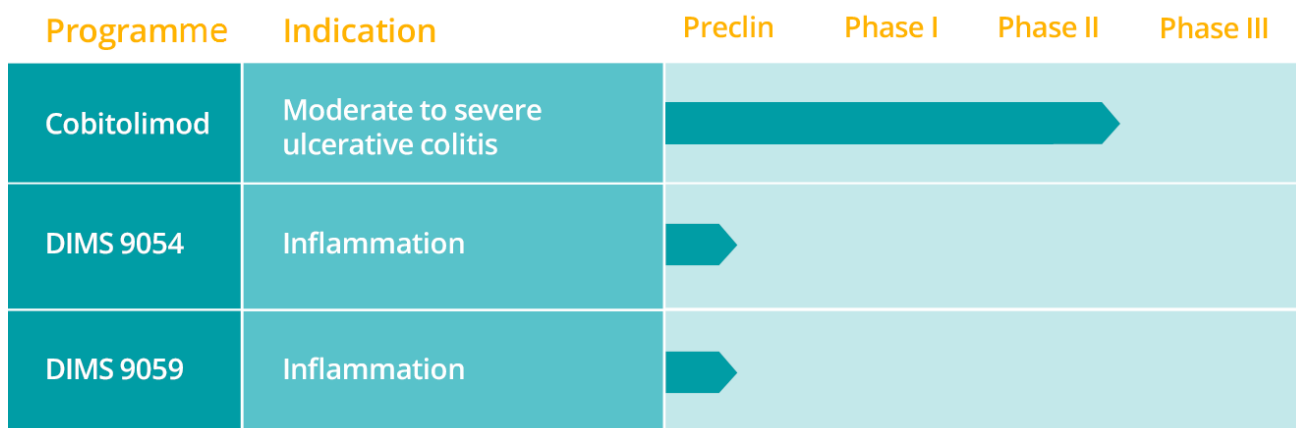 Programme Indication Preclin Phase I Phase II Phase III
Cobitolimod
Moderate to severe
ulcerative colitis
DIMS 9054 Inflammation
DIMS 9059 Inflammation